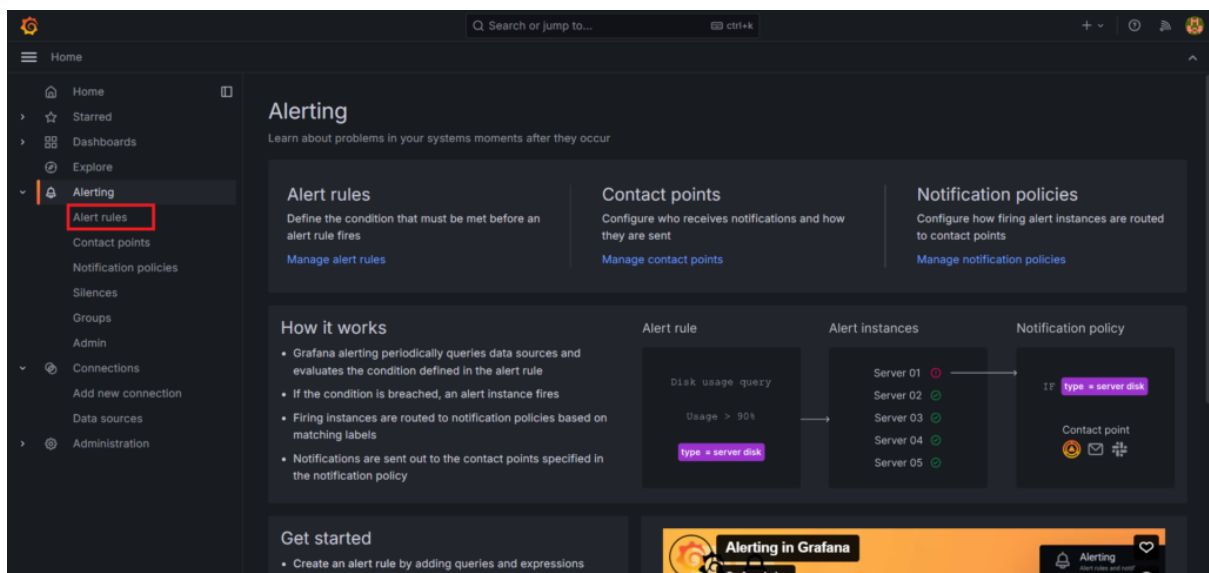 Search or jump to...
ctrl+k
Home
Home
Starred
Dashboards
Explore
Alerting
Alert rules
Contact points
Notification policies
Silences
Groups
Admin
Connections
Add new connection
Data sources
Administration
Alerting
Learn about problems in your systems moments after they occur
Alert rules
Define the condition that must be met before an
alert rule fires
Manage alert rules
Contact points
Configure who receives notifications and how
they are sent
Manage contact points
Notification policies
Configure how firing alert instances are routed
to contact points
Manage notification policies
How it works
• Grafana alerting periodically queries data sources and
evaluates the condition defined in the alert rule
• If the condition is breached, an alert instance fires
• Firing instances are routed to notification policies based on
matching labels
• Notifications are sent out to the contact points specified in
the notification policy
Alert rule
Disk usage query
Usage > 90%
type = server disk
Alert instances
Server 01
Server 02
Server 03
Server 04
Server 05
Notification policy
IF type = server disk
Contact point
Get started
• Create an alert rule by adding queries and expressions
Alerting in Grafana
Alerting